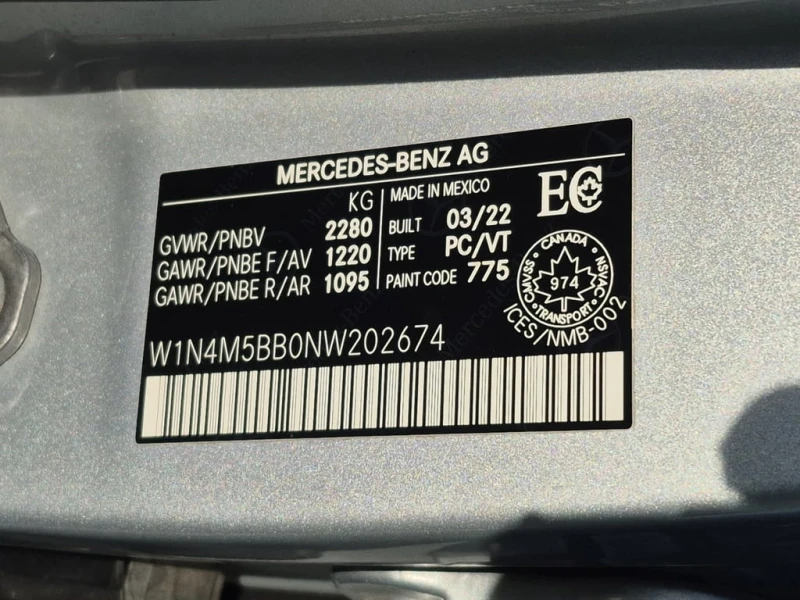 MERCEDES-BENZ AG
KG
GVWR/PNBV 2280
GAWR/PNBE F/AV 1220
GAWR/PNBE R/AR 1095
MADE IN MEXICO
BUILT 03/22
TYPE PC/VT
PAINT CODE 775
EC
CANADA
CMVSS
NSVAC
974
TRANSPORT
ICES/NMB-002
W1N4M5BB0NW202674